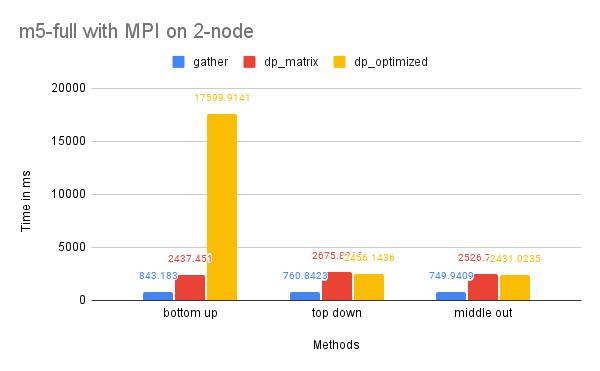 m5-full with MPI on 2-node
gather dp_matrix dp_optimized
20000
15000
10000
5000
0
Time in ms
843.183
2437.451
17599.9141
760.8423
2456.1436
749.9409
2431.0235
bottom up
top down
middle out
Methods